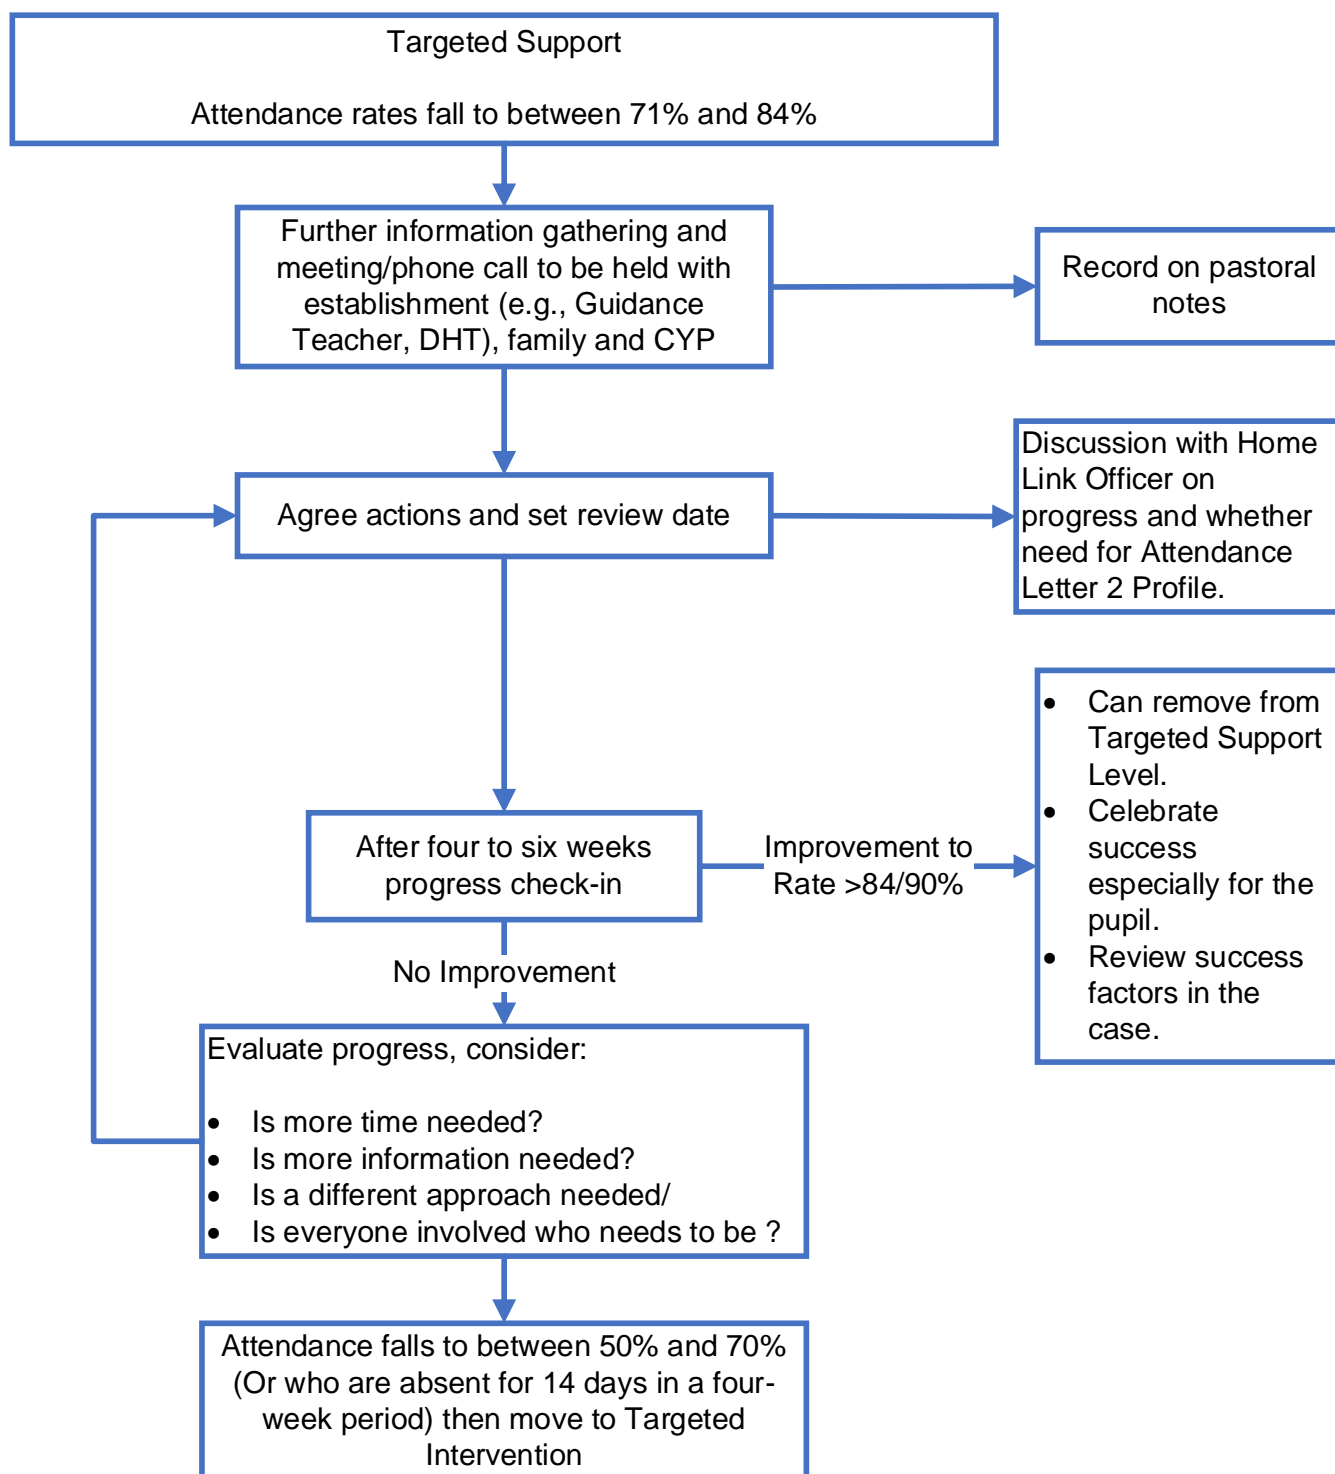 Targeted Support
Attendance rates fall to between 71% and 84%
Further information gathering and
meeting/phone call to be held with
establishment (e.g., Guidance
Teacher, DHT), family and CYP
Record on pastoral
notes
Agree actions and set review date
Discussion with Home
Link Officer on
progress and whether
need for Attendance
Letter 2 Profile.
After four to six weeks
progress check-in
Improvement to
Rate >84/90%
• Can remove from
Targeted Support
Level.
• Celebrate
success
especially for the
pupil.
• Review success
factors in the
case.
No Improvement
Evaluate progress, consider:
• Is more time needed?
• Is more information needed?
• Is a different approach needed/
• Is everyone involved who needs to be ?
Attendance falls to between 50% and 70%
(Or who are absent for 14 days in a four-
week period) then move to Targeted
Intervention